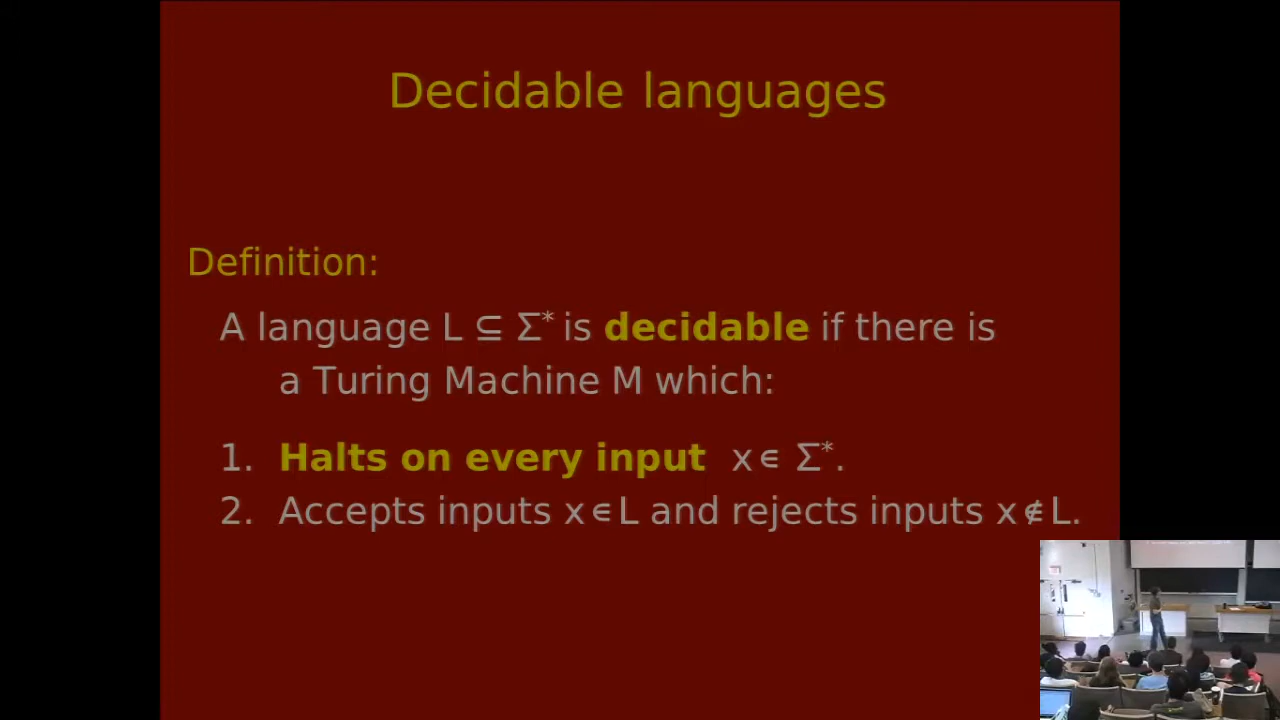 Decidable languages
Definition:
A language L ⊆ Σ* is decidable if there is
a Turing Machine M which:
1. Halts on every input x∊ Σ*.
2. Accepts inputs x∊L and rejects inputs x∉L.